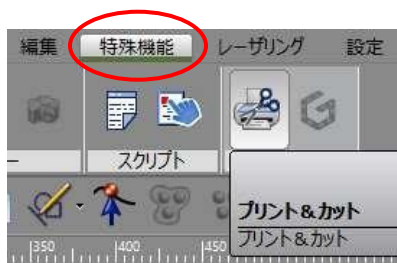 編集 特殊機能 レーザリング 設定
ー スクリプト
プリント&カット
プリント&カット
350 400 450